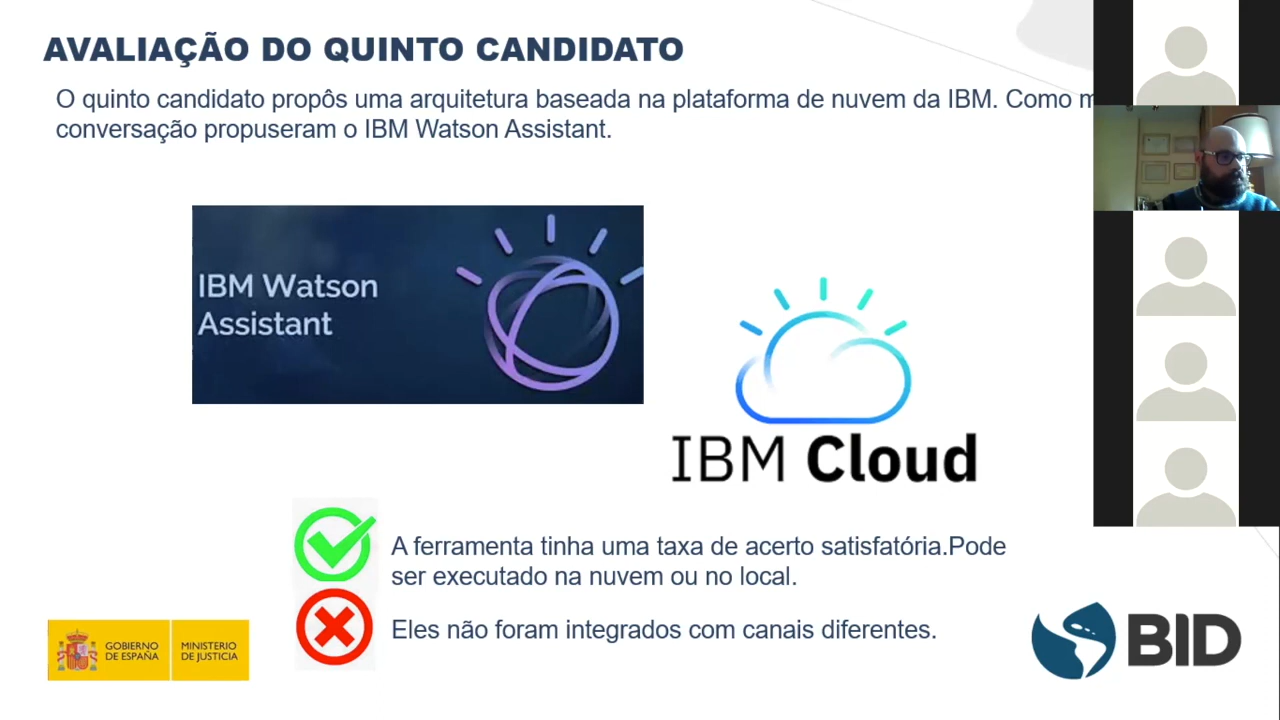 AVALIAÇÃO DO QUINTO CANDIDATO
O quinto candidato propôs uma arquitetura baseada na plataforma de nuvem da IBM. Como
conversação propuseram o IBM Watson Assistant.
IBM Watson
Assistant
IBM Cloud
A ferramenta tinha uma taxa de acerto satisfatória.Pode
ser executado na nuvem ou no local.
Eles não foram integrados com canais diferentes.
GOBIERNO
DE ESPAÑA
MINISTERIO
DE JUSTICIA
BID